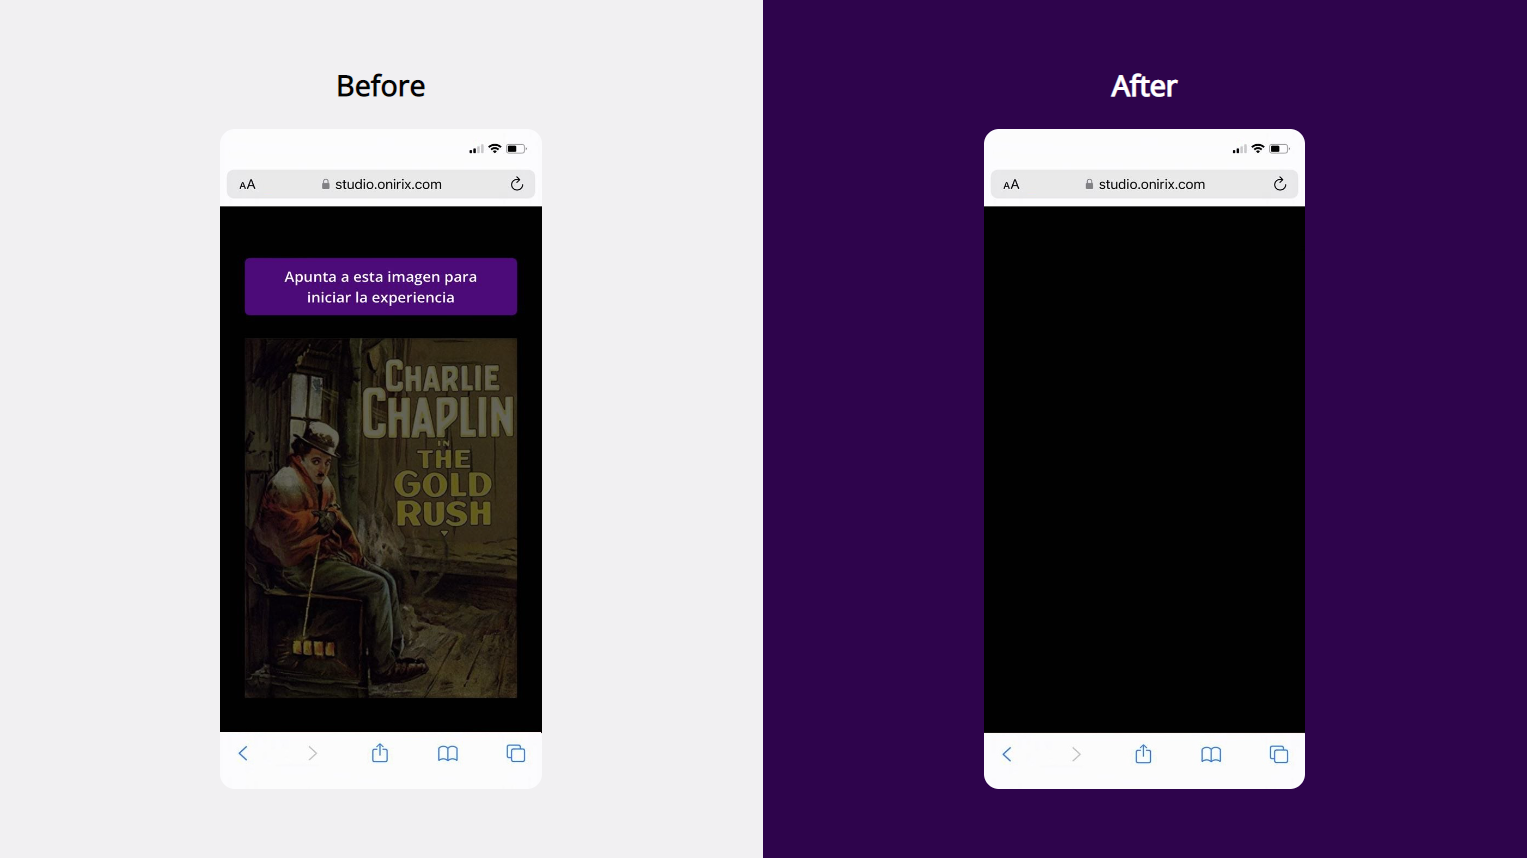 Before
After
AA studio.onirix.com
Apunta a esta imagen para
iniciar la experiencia
CHARLIE
CHAPLIN
IN
THE
GOLD
RUSH
AA studio.onirix.com